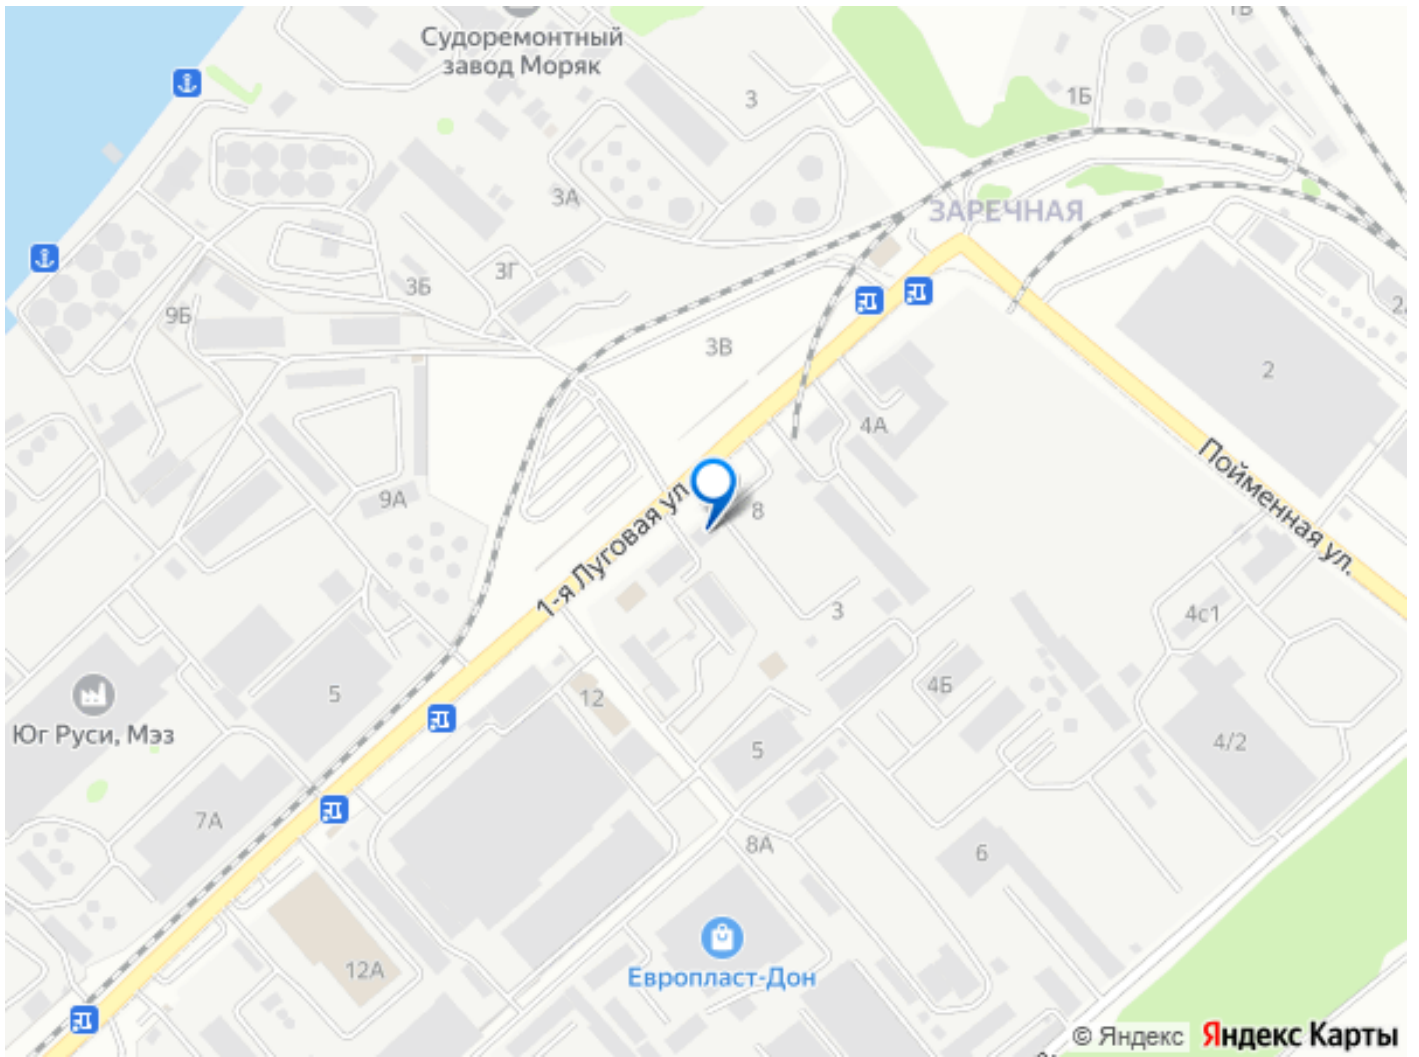 1В
Судоремонтный
завод Моряк
3
1Б
3А
ЗАРЕЧНАЯ
3Г
3Б
9Б
3В
2
4А
Пойменная ул.
9А
8
1-я Луговая ул
3
4с1
4Б
5
12
Юг Руси, Мэз
5
4/2
7А
8А
6
12А
Европласт-Дон
© Яндекс
Яндекс Карты